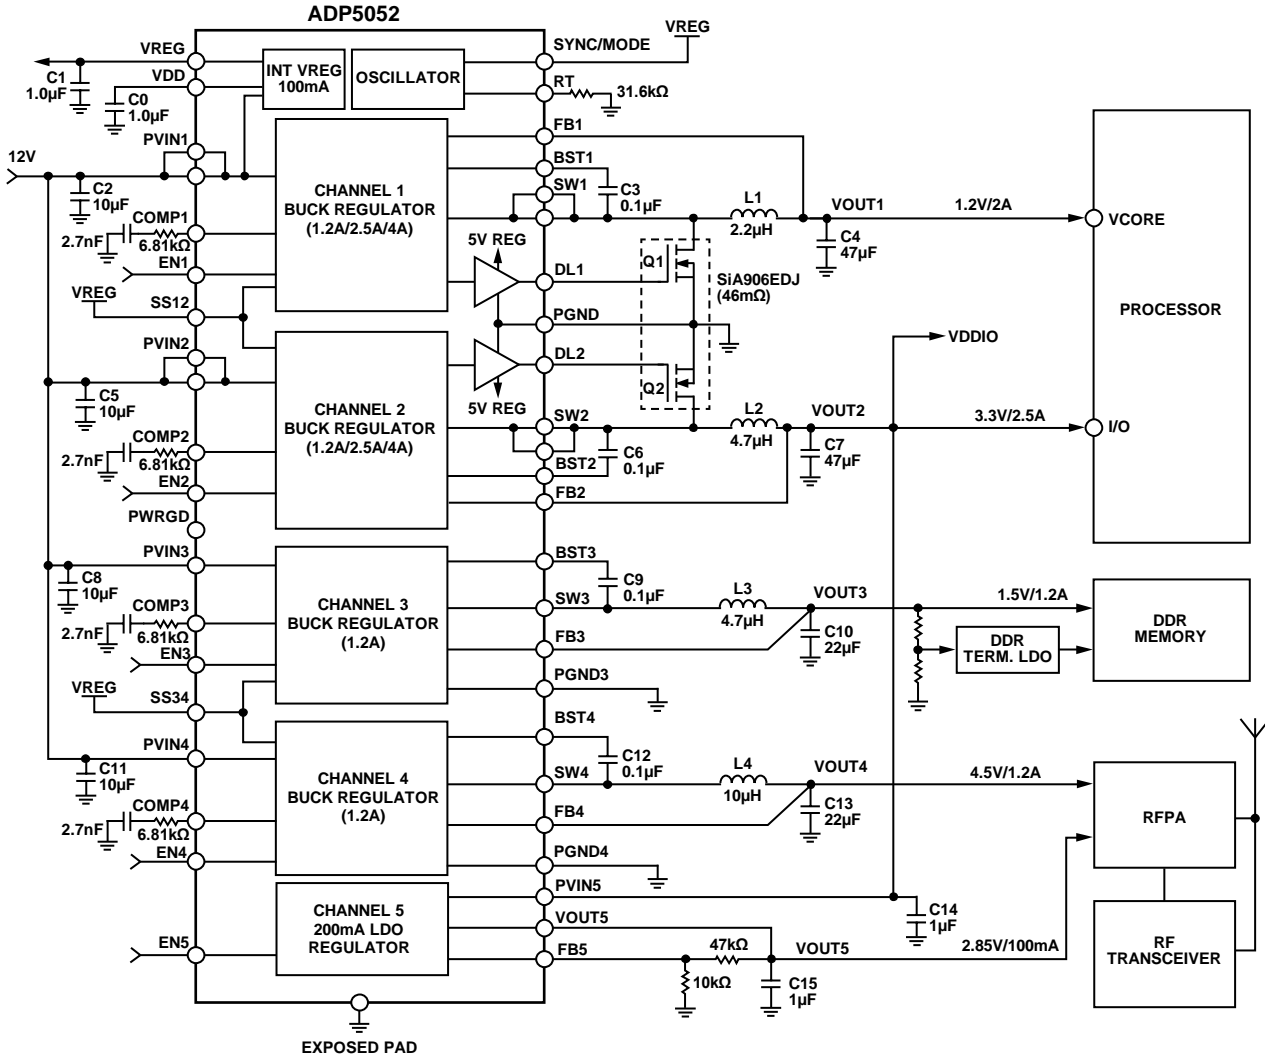 ADP5052
VREG
C1
1.0µF
VDD
C0
1.0µF
INT VREG
100mA
OSCILLATOR
SYNC/MODE
VREG
RT
31.6kΩ
12V
PVIN1
C2
10µF
COMP1
2.7nF
6.81kΩ
EN1
VREG
SS12
CHANNEL 1
BUCK REGULATOR
(1.2A/2.5A/4A)
FB1
BST1
SW1
C3
0.1µF
L1
2.2µH
VOUT1
C4
47µF
1.2V/2A
VCORE
5V REG
DL1
Q1
SiA906EDJ
(46mΩ)
PGND
DL2
Q2
5V REG
PROCESSOR
VDDIO
PVIN2
C5
10µF
COMP2
2.7nF
6.81kΩ
EN2
PWRGD
CHANNEL 2
BUCK REGULATOR
(1.2A/2.5A/4A)
SW2
BST2
FB2
C6
0.1µF
L2
4.7µH
VOUT2
C7
47µF
3.3V/2.5A
I/O
PVIN3
C8
10µF
COMP3
2.7nF
6.81kΩ
EN3
VREG
SS34
CHANNEL 3
BUCK REGULATOR
(1.2A)
BST3
SW3
FB3
PGND3
C9
0.1µF
L3
4.7µH
VOUT3
C10
22µF
1.5V/1.2A
DDR
TERM. LDO
DDR
MEMORY
PVIN4
C11
10µF
COMP4
2.7nF
6.81kΩ
EN4
CHANNEL 4
BUCK REGULATOR
(1.2A)
BST4
SW4
FB4
PGND4
C12
0.1µF
L4
10µH
VOUT4
C13
22µF
4.5V/1.2A
RFPA
EN5
CHANNEL 5
200mA LDO
REGULATOR
PVIN5
VOUT5
FB5
47kΩ
10kΩ
VOUT5
C15
1µF
C14
1µF
2.85V/100mA
RF
TRANSCEIVER
EXPOSED PAD